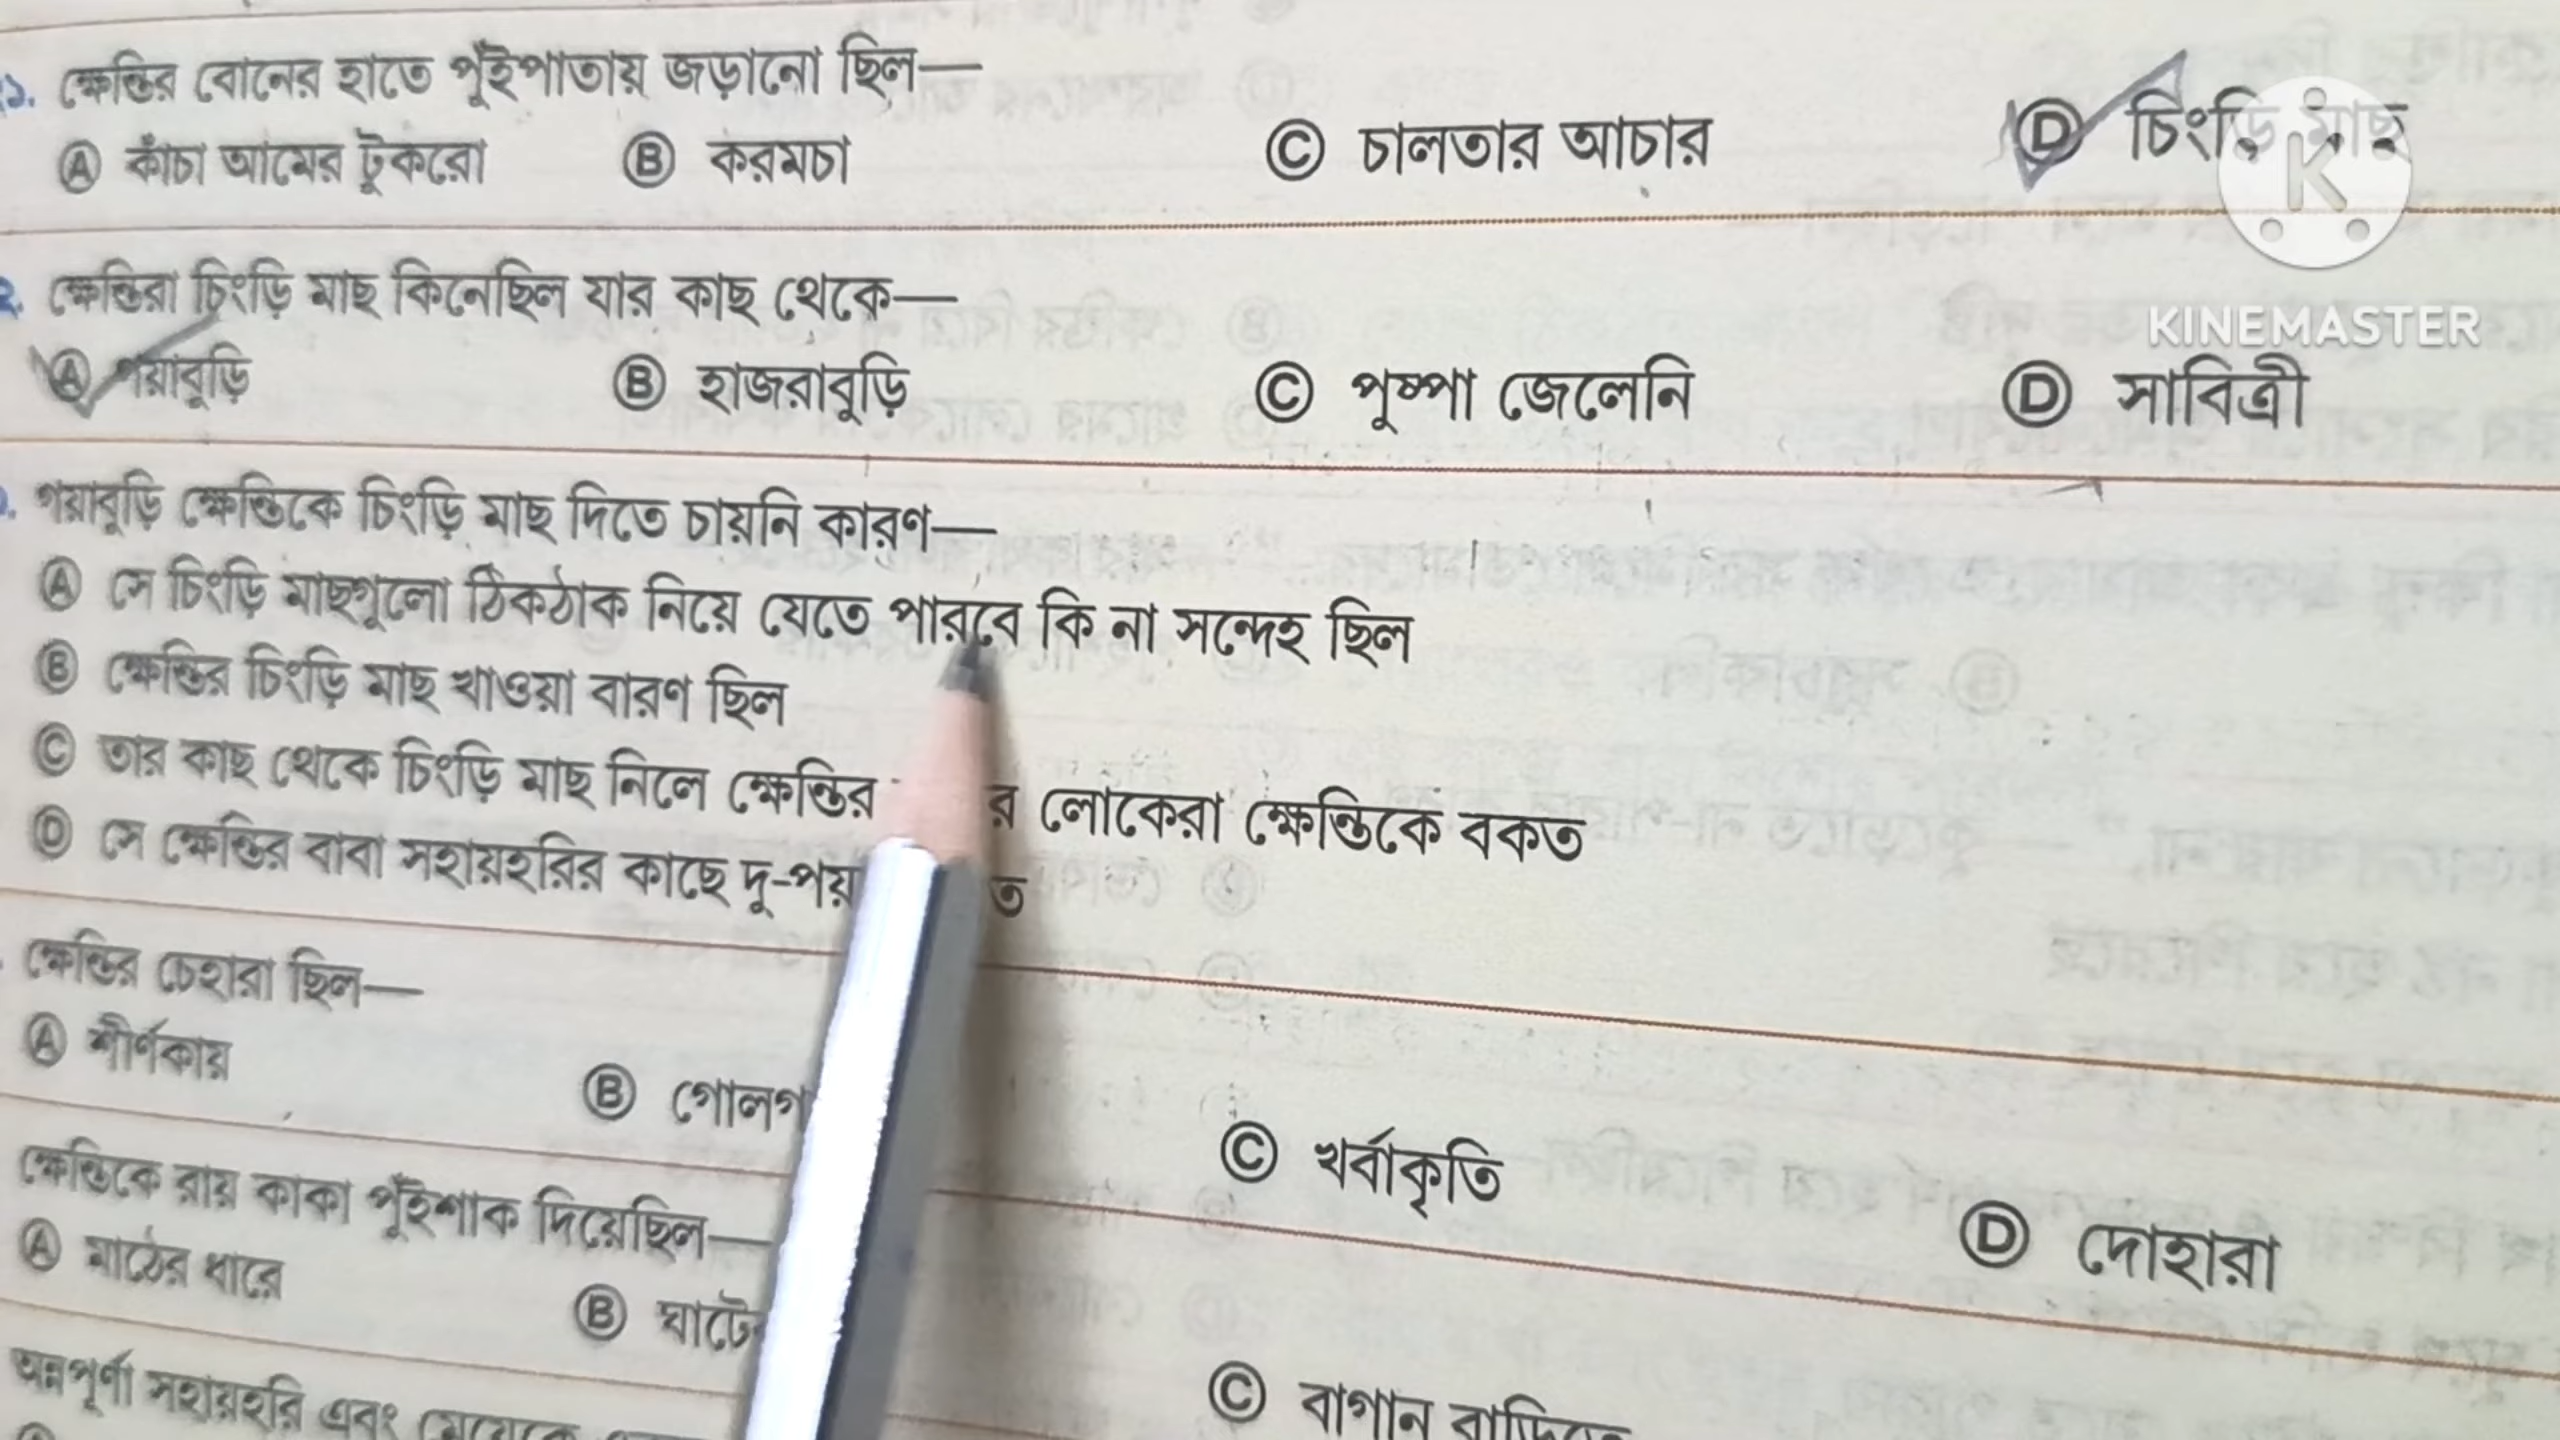 ১. ক্ষেন্তির বোনের হাতে পুঁইপাতায় জড়ানো ছিল—
Ⓐ কাঁচা আমের টুকরো Ⓑ করমচা Ⓒ চালতার আচার Ⓓ চিংড়ি মাছ
KINEMASTER
২. ক্ষেন্তিরা চিংড়ি মাছ কিনেছিল যার কাছ থেকে—
Ⓐ গয়াবুড়ি Ⓑ হাজরাবুড়ি Ⓒ পুষ্পা জেলেনি Ⓓ সাবিত্রী
গয়াবুড়ি ক্ষেন্তিকে চিংড়ি মাছ দিতে চায়নি কারণ—
Ⓐ সে চিংড়ি মাছগুলো ঠিকঠাক নিয়ে যেতে পারবে কি না সন্দেহ ছিল
Ⓑ ক্ষেন্তির চিংড়ি মাছ খাওয়া বারণ ছিল
Ⓒ তার কাছ থেকে চিংড়ি মাছ নিলে ক্ষেন্তির র লোকেরা ক্ষেন্তিকে বকত
Ⓓ সে ক্ষেন্তির বাবা সহায়হরির কাছে দু-পয় ত
ক্ষেন্তির চেহারা ছিল—
Ⓐ শীর্ণকায় Ⓑ গোলগ Ⓒ খর্বাকৃতি Ⓓ দোহারা
ক্ষেন্তিকে রায় কাকা পুঁইশাক দিয়েছিল—
Ⓐ মাঠের ধারে Ⓑ ঘাটে Ⓒ বাগান বাড়িতে
অন্নপূর্ণা সহায়হরি এবং মেয়েকে